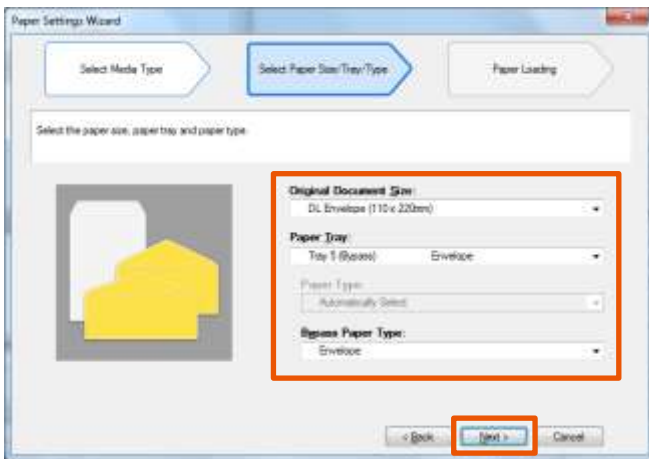 Paper Settings Wizard
Select Media Type
Select Paper Size/Tray/Type
Paper Loading
Select the paper size, paper tray and paper type.
Original Document Size:
DL Envelope (110 x 220mm)
Paper Tray:
Tray 5 (Bypass) Envelope
Paper Type:
Automatically Select
Bypass Paper Type:
Envelope
< Back Next > Cancel